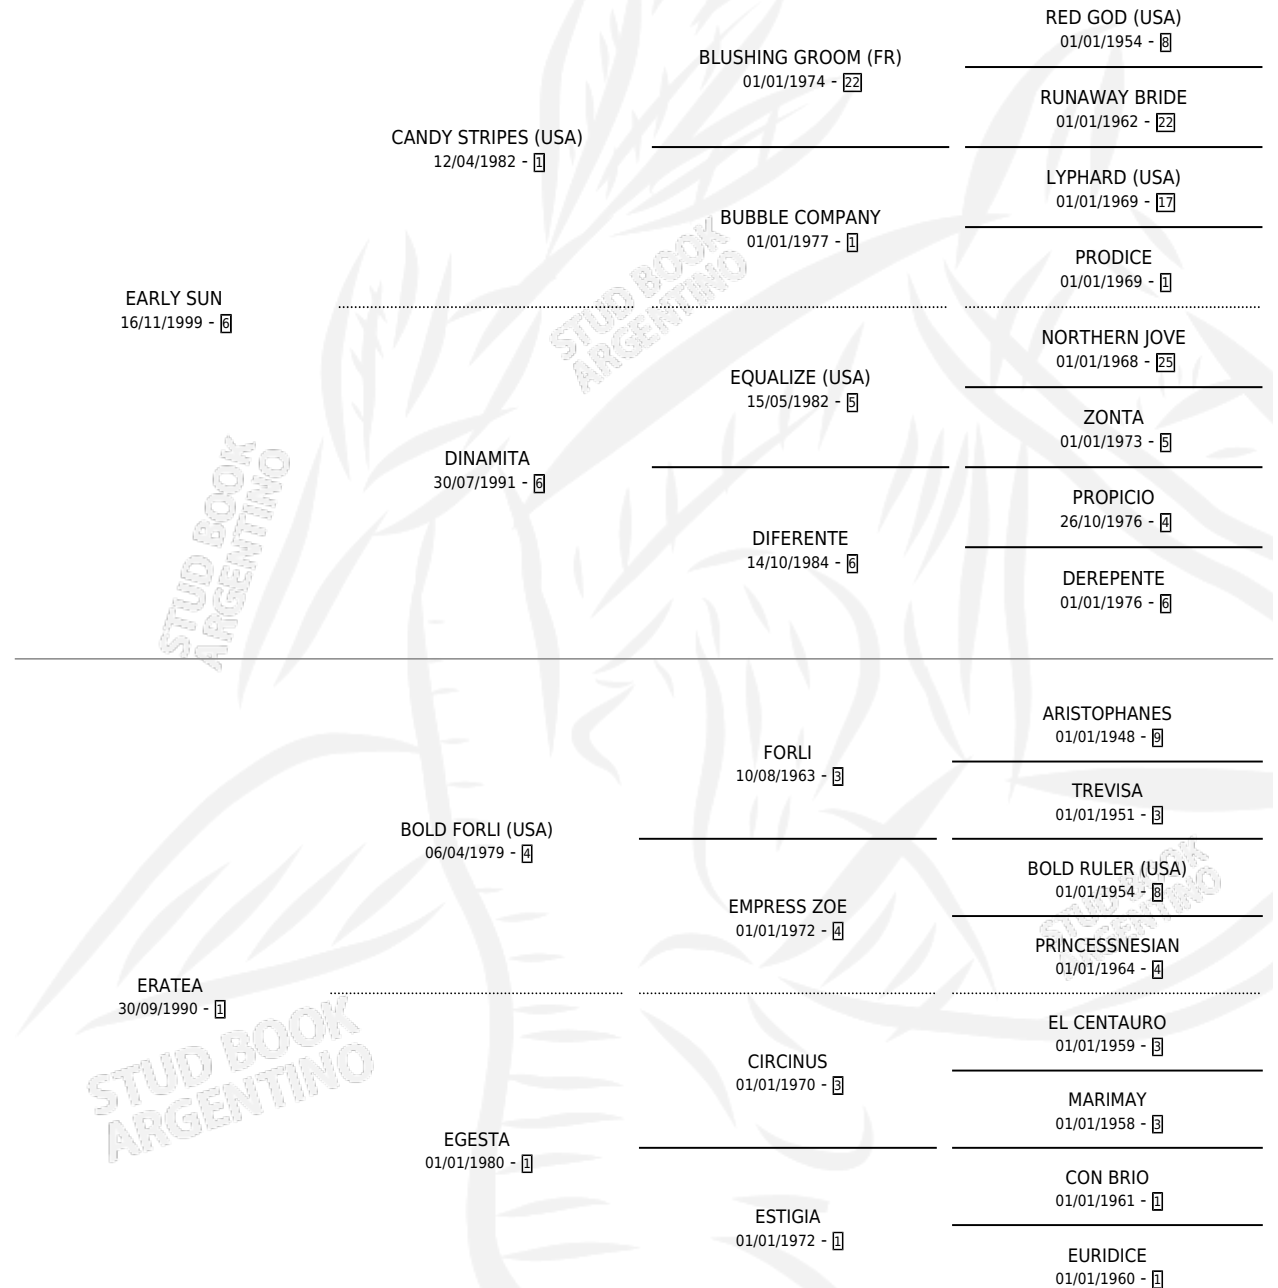 RED GOD (USA)
01/01/1954 - 8
BLUSHING GROOM (FR)
01/01/1974 - 22
RUNAWAY BRIDE
01/01/1962 - 22
CANDY STRIPES (USA)
12/04/1982 - 1
LYPHARD (USA)
01/01/1969 - 17
BUBBLE COMPANY
01/01/1977 - 1
PRODICE
01/01/1969 - 1
EARLY SUN
16/11/1999 - 6
STUD BOOK
ARGENTINO
NORTHERN JOVE
01/01/1968 - 25
EQUALIZE (USA)
15/05/1982 - 5
ZONTA
01/01/1973 - 5
DINAMITA
30/07/1991 - 6
PROPICIO
26/10/1976 - 4
DIFERENTE
14/10/1984 - 6
DEREPENTE
01/01/1976 - 6
STUD BOOK
ARGENTINO
ARISTOPHANES
01/01/1948 - 9
FORLI
10/08/1963 - 3
TREVISA
01/01/1951 - 3
BOLD FORLI (USA)
06/04/1979 - 4
BOLD RULER (USA)
01/01/1954 - 8
STUD BOOK
ARGENTINO
EMPRESS ZOE
01/01/1972 - 4
PRINCESSNESIAN
01/01/1964 - 4
ERATEA
30/09/1990 - 1
STUD BOOK
ARGENTINO
EL CENTAURO
01/01/1959 - 3
CIRCINUS
01/01/1970 - 3
MARIMAY
01/01/1958 - 3
EGESTA
01/01/1980 - 1
CON BRIO
01/01/1961 - 1
ESTIGIA
01/01/1972 - 1
EURIDICE
01/01/1960 - 1